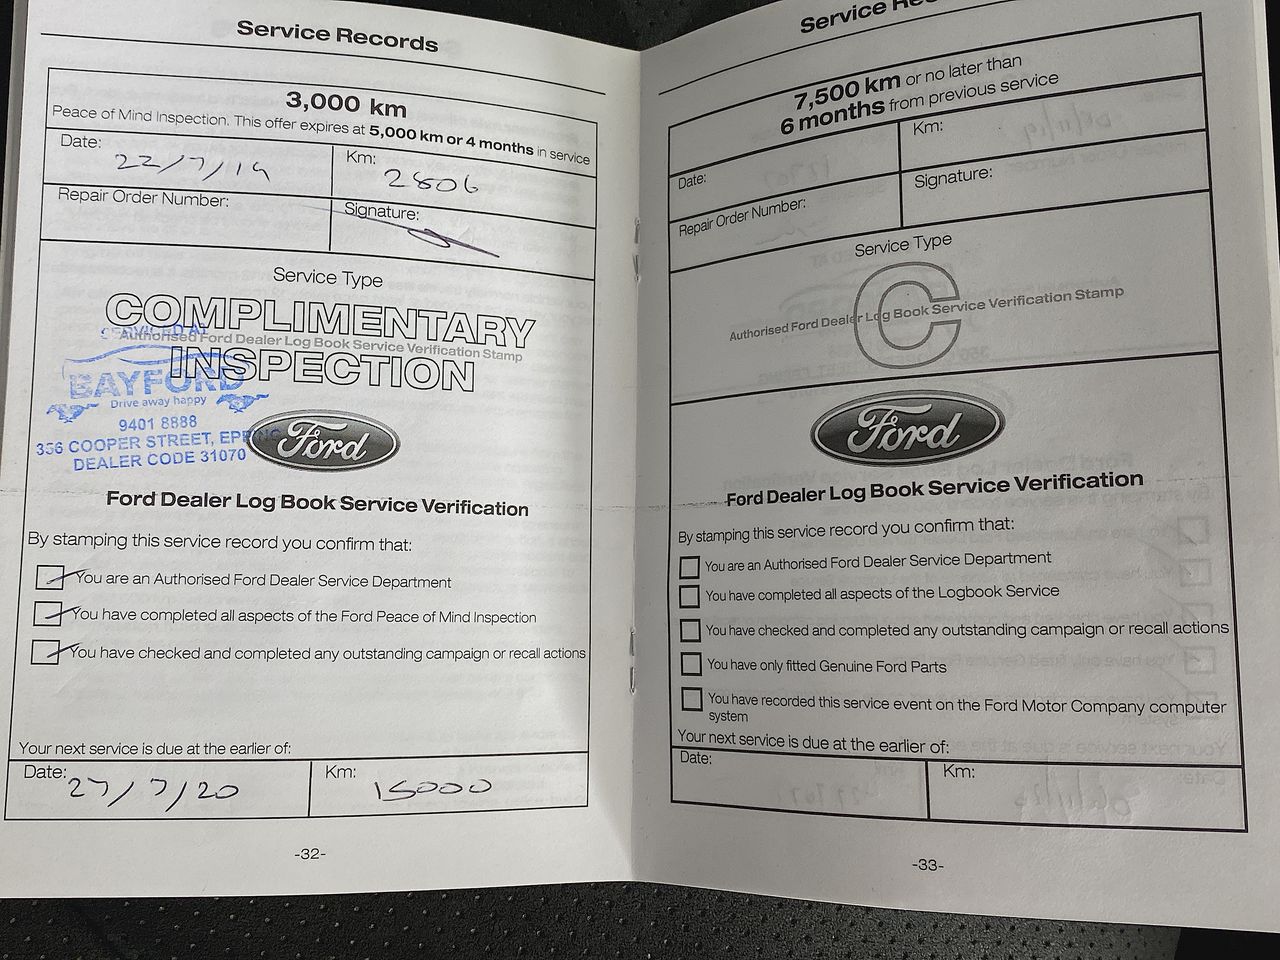 Service Records
3,000 km
Peace of Mind Inspection. This offer expires at 5,000 km or 4 months in service
Date:
22/7/19
Km:
2806
Repair Order Number:
Signature:
Service Type
COMPLIMENTARY
INSPECTION
Authorised Ford Dealer Log Book Service Verification Stamp
SERVICED AT
BAYFORD
Drive away happy
9401 8888
356 COOPER STREET, EPPING
DEALER CODE 31070
Ford
Ford Dealer Log Book Service Verification
By stamping this service record you confirm that:
You are an Authorised Ford Dealer Service Department
You have completed all aspects of the Ford Peace of Mind Inspection
You have checked and completed any outstanding campaign or recall actions
Your next service is due at the earlier of:
Date:
Km:
15000
-32-
Service
7,500 km or no later than
6 months from previous service
Date:
Km:
Repair Order Number:
Signature:
Service Type
C
Authorised Ford Dealer Log Book Service Verification Stamp
Ford
Ford Dealer Log Book Service Verification
By stamping this service record you confirm that:
You are an Authorised Ford Dealer Service Department
You have completed all aspects of the Logbook Service
You have checked and completed any outstanding campaign or recall actions
You have only fitted Genuine Ford Parts
You have recorded this service event on the Ford Motor Company computer
system
Your next service is due at the earlier of:
Date:
Km:
-33-